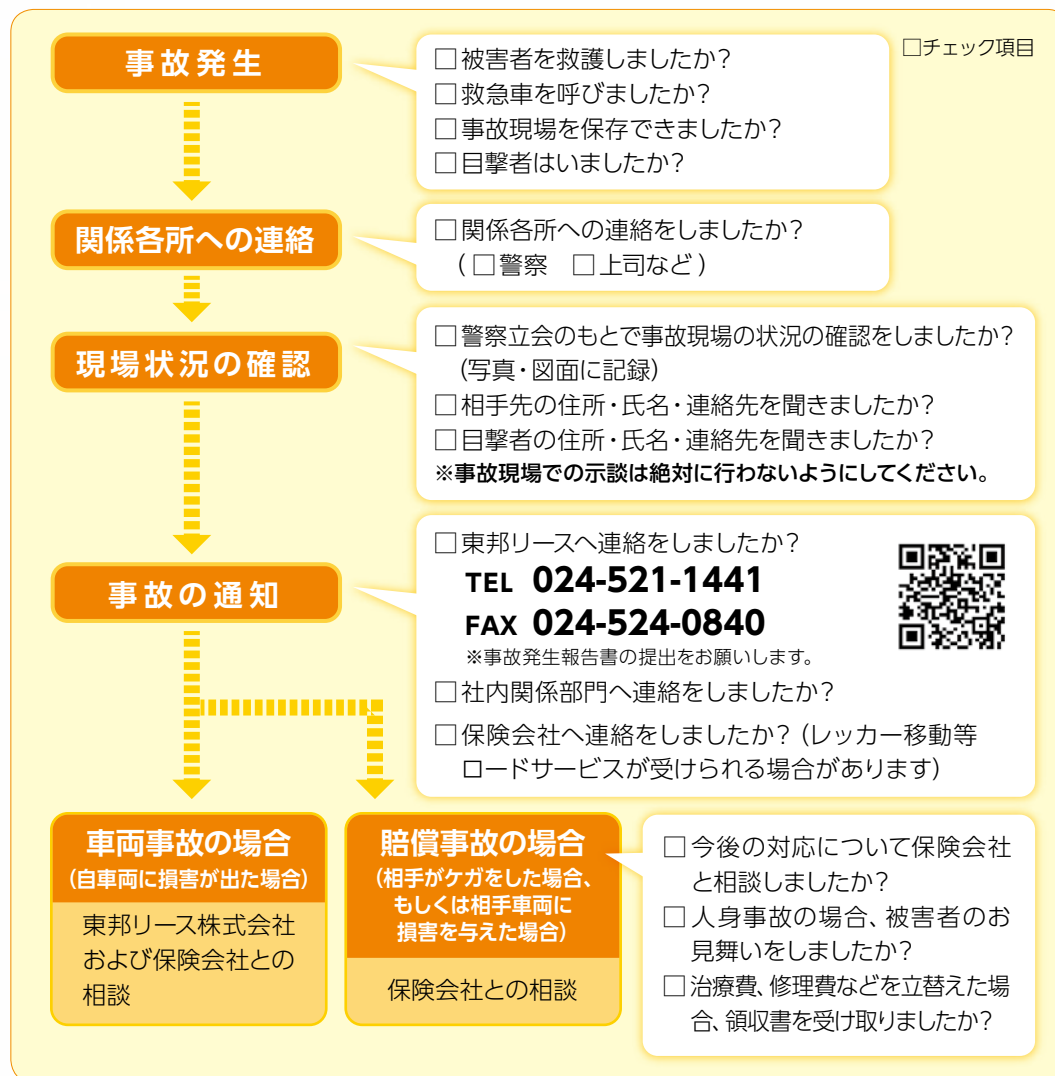 □チェック項目
事故発生
□被害者を救護しましたか?
□救急車を呼びましたか?
□事故現場を保存できましたか?
□目撃者はいましたか?
関係各所への連絡
□関係各所への連絡をしましたか?
(□警察 □上司など)
現場状況の確認
□警察立会のもとで事故現場の状況の確認をしましたか?
(写真・図面に記録)
□相手先の住所・氏名・連絡先を聞きましたか?
□目撃者の住所・氏名・連絡先を聞きましたか?
※事故現場での示談は絶対に行わないようにしてください。
事故の通知
□東邦リースへ連絡をしましたか?
TEL 024-521-1441
FAX 024-524-0840
※事故発生報告書の提出をお願いします。
□社内関係部門へ連絡をしましたか?
□保険会社へ連絡をしましたか?(レッカー移動等
ロードサービスが受けられる場合があります)
車両事故の場合
(自車両に損害が出た場合)
東邦リース株式会社
および保険会社との
相談
賠償事故の場合
(相手がケガをした場合、
もしくは相手車両に
損害を与えた場合)
保険会社との相談
□今後の対応について保険会社
と相談しましたか?
□人身事故の場合、被害者のお
見舞いをしましたか?
□治療費、修理費などを立替えた場
合、領収書を受け取りましたか?